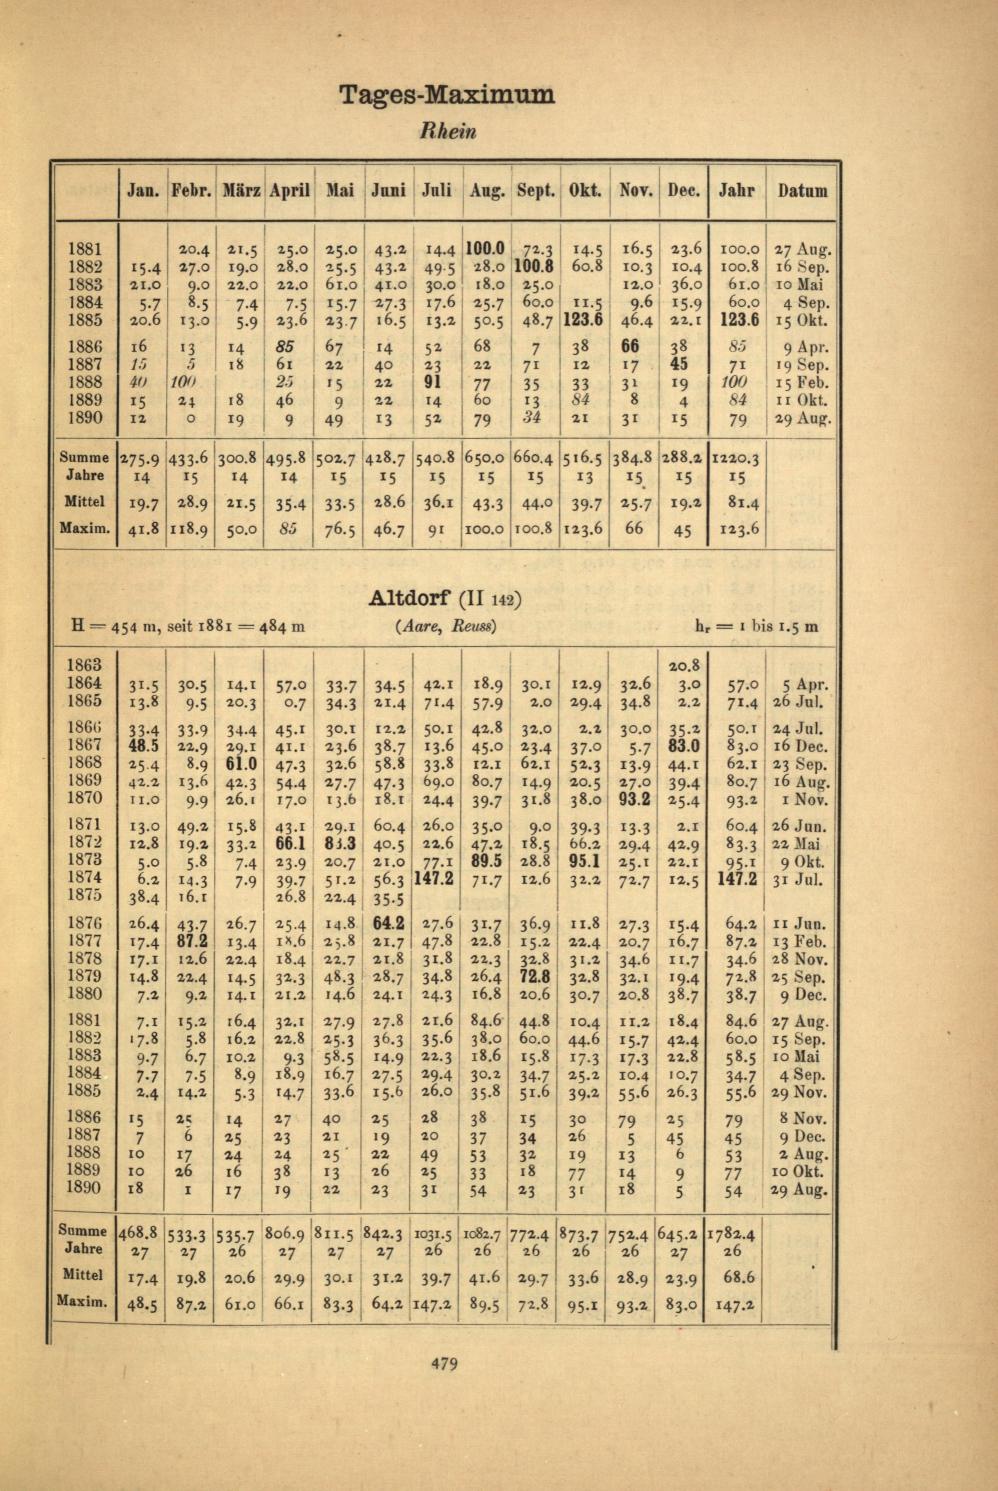 Tages-Maximum
Rhein
Jan. Febr. März April Mai Juni Juli Aug. Sept. Okt. Nov. Dec. Jahr Datum
1881 20.4 21.5 25.0 25.0 43.2 14.4 100.0 72.3 14.5 16.5 23.6 100.0 27 Aug.
1882 15.4 27.0 19.0 28.0 25.5 43.2 49.5 28.0 100.8 60.8 10.3 10.4 100.8 16 Sep.
1883 21.0 9.0 22.0 22.0 61.0 41.0 30.0 18.0 25.0 12.0 36.0 61.0 10 Mai
1884 5.7 8.5 7.4 7.5 15.7 27.3 17.6 25.7 60.0 11.5 9.6 15.9 60.0 4 Sep.
1885 20.6 13.0 5.9 23.6 23.7 16.5 13.2 50.5 48.7 123.6 46.4 22.1 123.6 15 Okt.
1886 16 13 14 85 67 14 52 68 7 38 66 38 85 9 Apr.
1887 15 5 18 61 22 40 23 22 71 12 17 45 71 19 Sep.
1888 40 100 25 15 22 91 77 35 33 31 19 100 15 Feb.
1889 15 24 18 46 9 22 14 60 13 84 8 4 84 11 Okt.
1890 12 0 19 9 49 13 52 79 34 21 31 15 79 29 Aug.
Summe 275.9 433.6 300.8 495.8 502.7 428.7 540.8 650.0 660.4 516.5 384.8 288.2 1220.3
Jahre 14 15 14 14 15 15 15 15 15 13 15 15 15
Mittel 19.7 28.9 21.5 35.4 33.5 28.6 36.1 43.3 44.0 39.7 25.7 19.2 81.4
Maxim. 41.8 118.9 50.0 85 76.5 46.7 91 100.0 100.8 123.6 66 45 123.6
Altdorf (II 142)
H = 454 m, seit 1881 = 484 m (Aare, Reuss) hr = 1 bis 1.5 m
1863 20.8
1864 31.5 30.5 14.1 57.0 33.7 34.5 42.1 18.9 30.1 12.9 32.6 3.0 57.0 5 Apr.
1865 13.8 9.5 20.3 0.7 34.3 21.4 71.4 57.9 2.0 29.4 34.8 2.2 71.4 26 Jul.
1866 33.4 33.9 34.4 45.1 30.1 12.2 50.1 42.8 32.0 2.2 30.0 35.2 50.1 24 Jul.
1867 48.5 22.9 29.1 41.1 23.6 38.7 13.6 45.0 23.4 37.0 5.7 83.0 83.0 16 Dec.
1868 25.4 8.9 61.0 47.3 32.6 58.8 33.8 12.1 62.1 52.3 13.9 44.1 62.1 23 Sep.
1869 42.2 13.6 42.3 54.4 27.7 47.3 69.0 80.7 14.9 20.5 27.0 39.4 80.7 16 Aug.
1870 11.0 9.9 26.1 17.0 13.6 18.1 24.4 39.7 31.8 38.0 93.2 25.4 93.2 1 Nov.
1871 13.0 49.2 15.8 43.1 29.1 60.4 26.0 35.0 9.0 39.3 13.3 2.1 60.4 26 Jun.
1872 12.8 19.2 33.2 66.1 83.3 40.5 22.6 47.2 18.5 66.2 29.4 42.9 83.3 22 Mai
1873 5.0 5.8 7.4 23.9 20.7 21.0 77.1 89.5 28.8 95.1 25.1 22.1 95.1 9 Okt.
1874 6.2 14.3 7.9 39.7 51.2 56.3 147.2 71.7 12.6 32.2 72.7 12.5 147.2 31 Jul.
1875 38.4 16.1 26.8 22.4 35.5
1876 26.4 43.7 26.7 25.4 14.8 64.2 27.6 31.7 36.9 11.8 27.3 15.4 64.2 11 Jun.
1877 17.4 87.2 13.4 18.6 25.8 21.7 47.8 22.8 15.2 22.4 20.7 16.7 87.2 13 Feb.
1878 17.1 12.6 22.4 18.4 22.7 21.8 31.8 22.3 32.8 31.2 34.6 11.7 34.6 28 Nov.
1879 14.8 22.4 14.5 32.3 48.3 28.7 34.8 26.4 72.8 32.8 32.1 19.4 72.8 25 Sep.
1880 7.2 9.2 14.1 21.2 14.6 24.1 24.3 16.8 20.6 30.7 20.8 38.7 38.7 9 Dec.
1881 7.1 15.2 16.4 32.1 27.9 27.8 21.6 84.6 44.8 10.4 11.2 18.4 84.6 27 Aug.
1882 17.8 5.8 16.2 22.8 25.3 36.3 35.6 38.0 60.0 44.6 15.7 42.4 60.0 15 Sep.
1883 9.7 6.7 10.2 9.3 58.5 14.9 22.3 18.6 15.8 17.3 17.3 22.8 58.5 10 Mai
1884 7.7 7.5 8.9 18.9 16.7 27.5 29.4 30.2 34.7 25.2 10.4 10.7 34.7 4 Sep.
1885 2.4 14.2 5.3 14.7 33.6 15.6 26.0 35.8 51.6 39.2 55.6 26.3 55.6 29 Nov.
1886 15 25 14 27 40 25 28 38 15 30 79 25 79 8 Nov.
1887 7 6 25 23 21 19 20 37 34 26 5 45 45 9 Dec.
1888 10 17 24 24 25 22 49 53 32 19 13 6 53 2 Aug.
1889 10 26 16 38 13 26 25 33 18 77 14 9 77 10 Okt.
1890 18 1 17 19 22 23 31 54 23 31 18 5 54 29 Aug.
Summe 468.8 533.3 535.7 806.9 811.5 842.3 1031.5 1082.7 772.4 873.7 752.4 645.2 1782.4
Jahre 27 27 26 27 27 27 26 26 26 26 26 27 26
Mittel 17.4 19.8 20.6 29.9 30.1 31.2 39.7 41.6 29.7 33.6 28.9 23.9 68.6
Maxim. 48.5 87.2 61.0 66.1 83.3 64.2 147.2 89.5 72.8 95.1 93.2 83.0 147.2
479